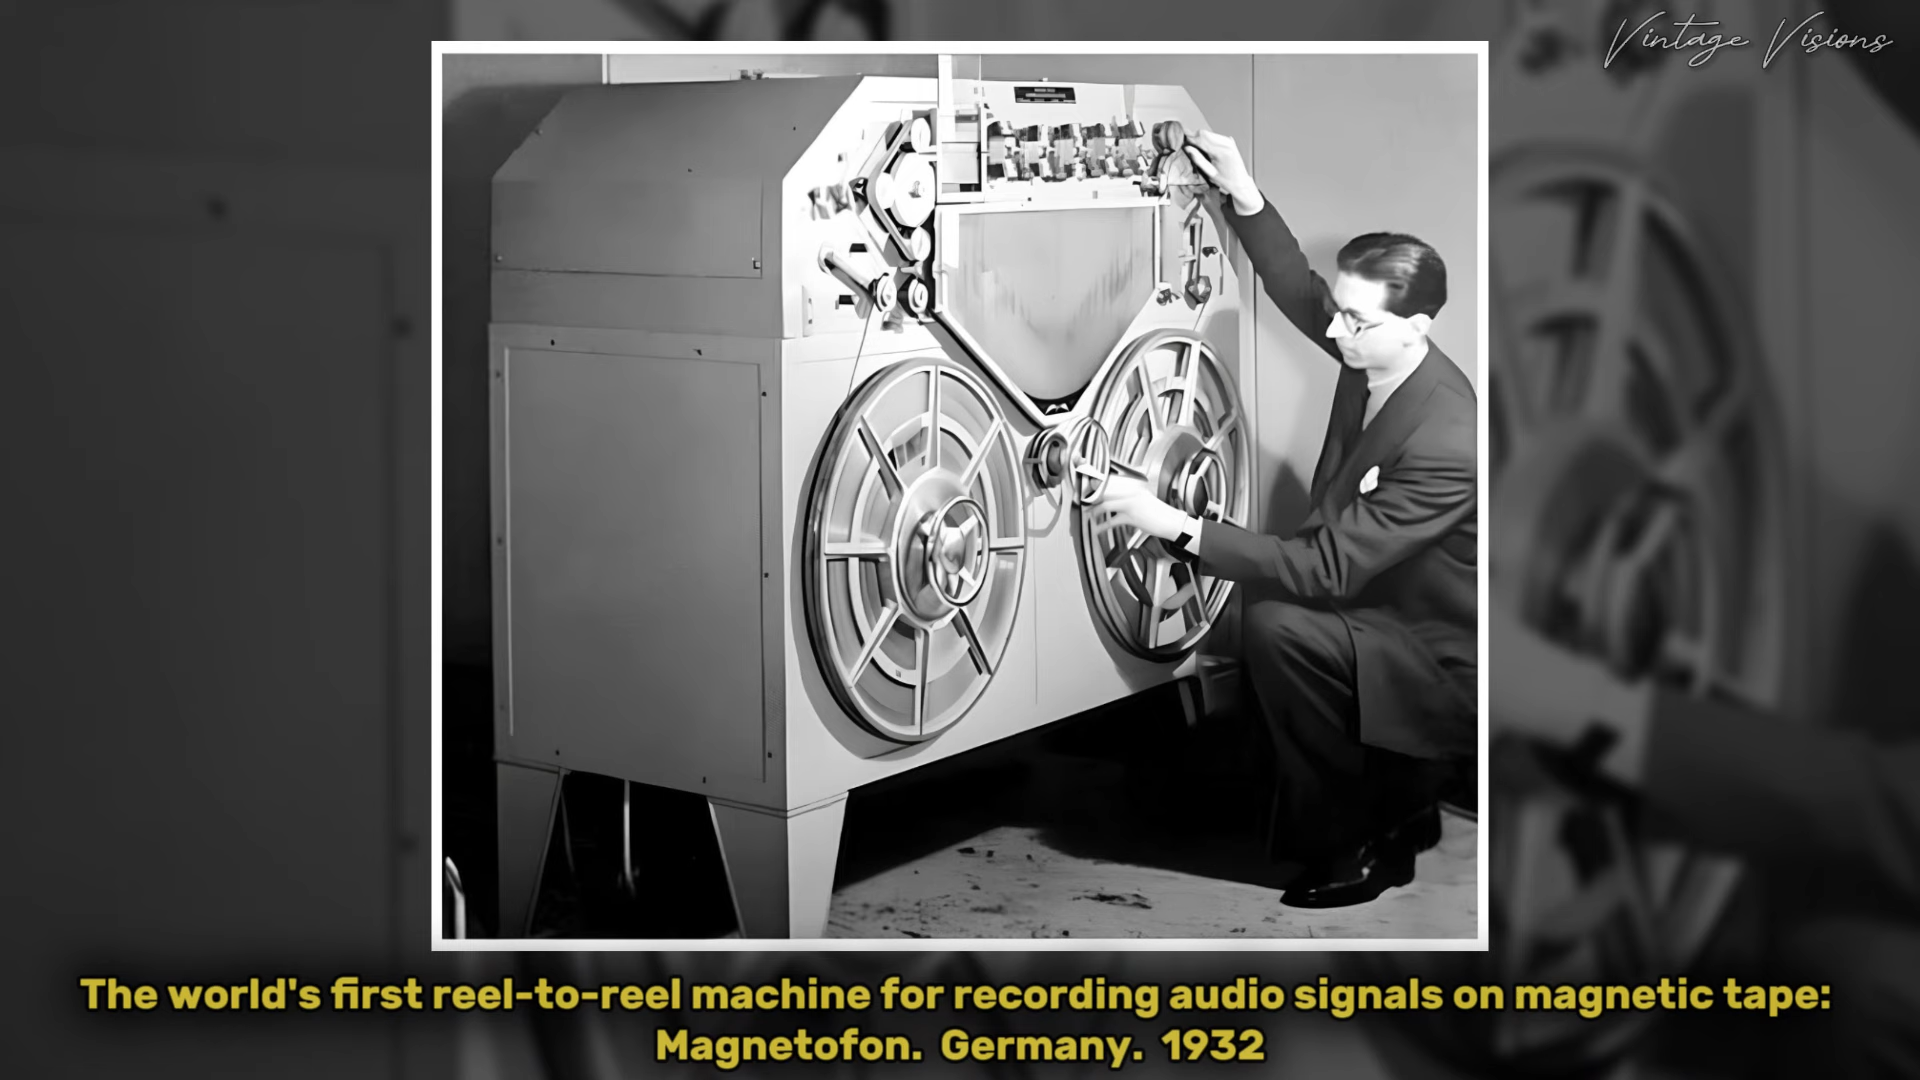 Vintage Visions
The world's first reel-to-reel machine for recording audio signals on magnetic tape:
Magnetofon. Germany. 1932